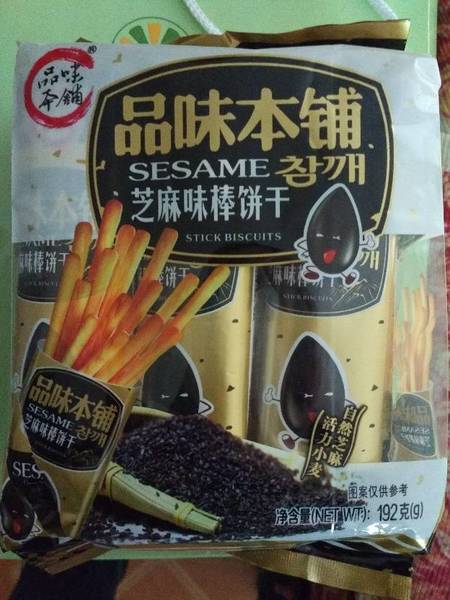 品味
本铺
®
品味本铺
SESAME 참깨
芝麻味棒饼干
STICK BISCUITS
麻味棒饼干
STICK BISCUITS
品味本铺
SESAME 참깨
芝麻味棒饼干
SES
自然芝麻
活力小麦
图案仅供参考
净含量(NET WT): 192克(g)